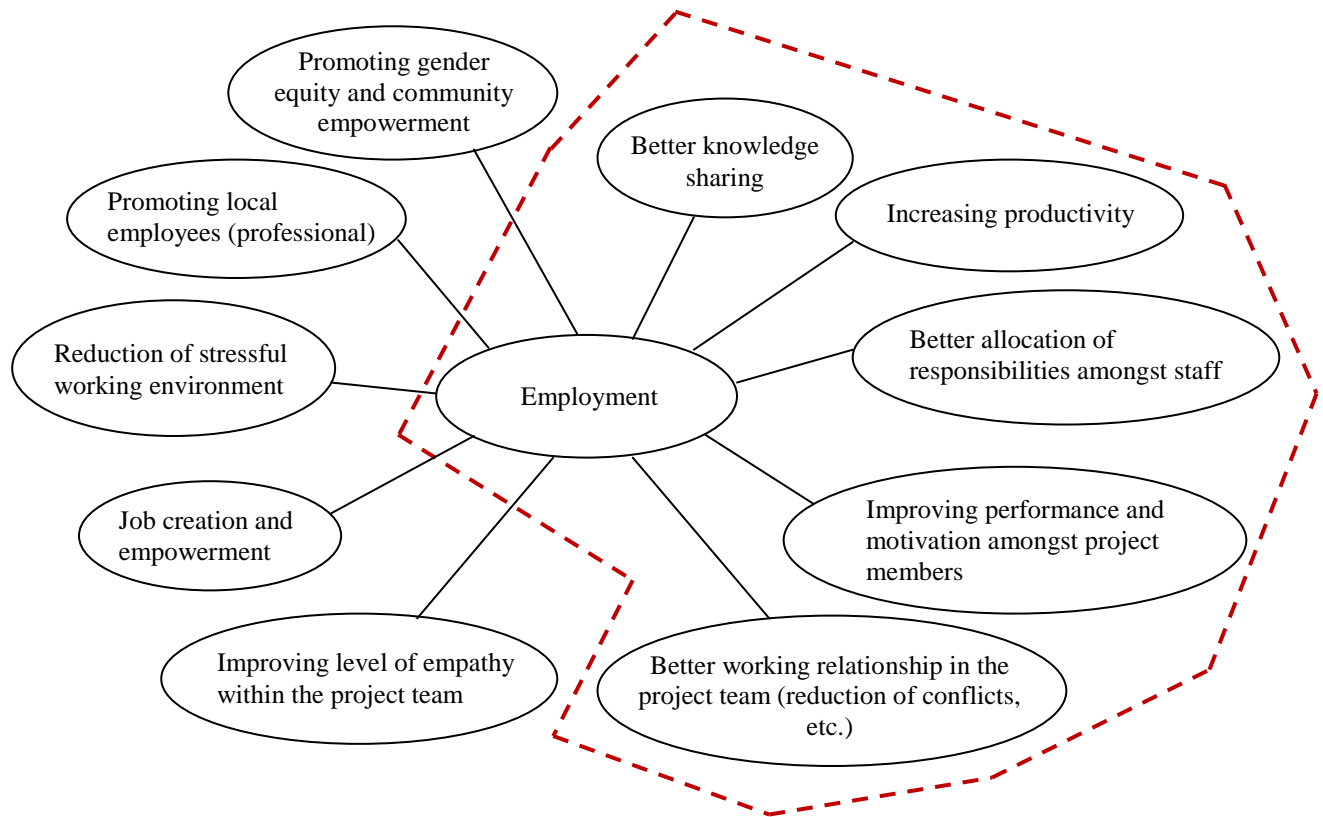 Promoting gender
equity and community
empowerment
Better knowledge
sharing
Promoting local
employees (professional)
Increasing productivity
Reduction of stressful
working environment
Better allocation of
responsibilities amongst staff
Employment
Job creation and
empowerment
Improving performance and
motivation amongst project
members
Improving level of empathy
within the project team
Better working relationship in the
project team (reduction of conflicts,
etc.)